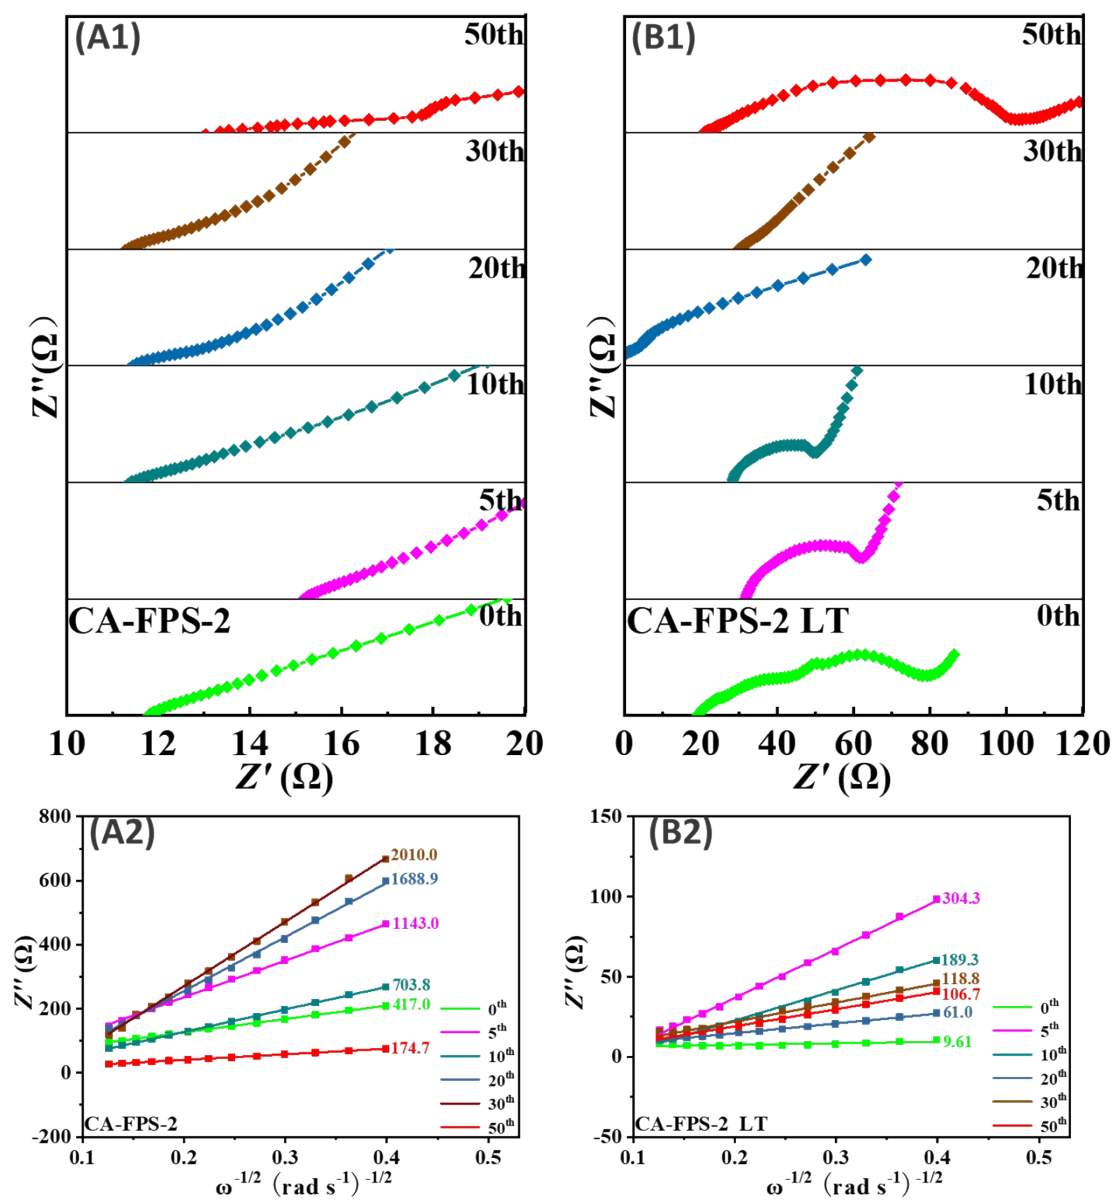 (A1)
50th
30th
20th
10th
5th
CA-FPS-2
0th
Z''(Ω)
10 12 14 16 18 20
Z' (Ω)
(B1)
50th
30th
20th
10th
5th
CA-FPS-2 LT
0th
Z''(Ω)
0 20 40 60 80 100 120
Z' (Ω)
(A2)
800
600
400
200
0
-200
Z'' (Ω)
2010.0
1688.9
1143.0
703.8
417.0
174.7
0th
5th
10th
20th
30th
50th
CA-FPS-2
0.1 0.2 0.3 0.4 0.5
ω-1/2 (rad s-1) -1/2
(B2)
150
100
50
0
-50
Z'' (Ω)
304.3
189.3
118.8
106.7
61.0
9.61
0th
5th
10th
20th
30th
50th
CA-FPS-2 LT
0.1 0.2 0.3 0.4 0.5
ω-1/2 (rad s-1) -1/2